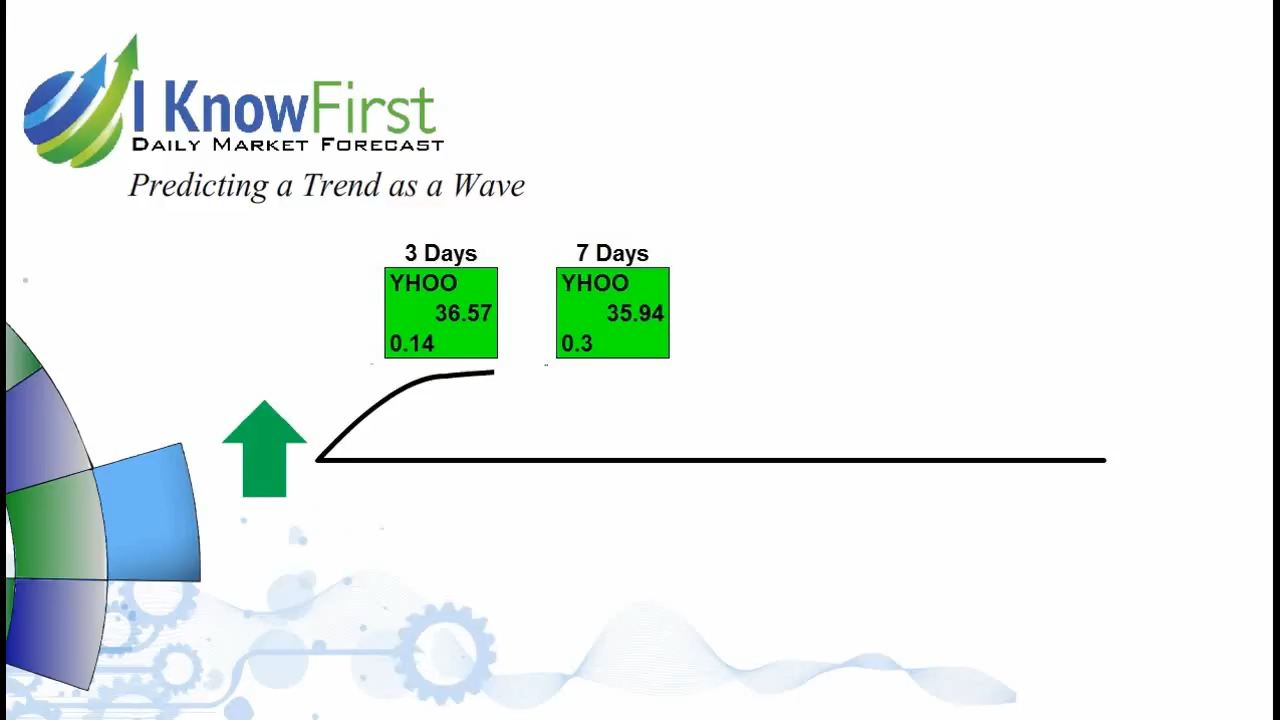 I KnowFirst
DAILY MARKET FORECAST
Predicting a Trend as a Wave
3 Days
YHOO
36.57
0.14
7 Days
YHOO
35.94
0.3